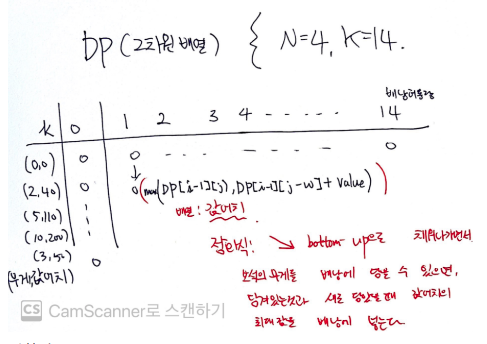 DP (2차원 배열) { N=4, K=14.
배낭허용량
K 0 1 2 3 4 - - - - - 14
(0,0) 0 0 - - - - - 0
(2,40) 0 0 (max(DP[i-1][j], DP[i-1][j-w]+ value)
(5,110) 배열 : 값어치
(10,200) 점화식: → bottom up으로 채워나가면서
(3,50) 0
(무게,값어치)
보석의 무게를 배낭에 담을 수 있으면,
담겨있는것과 새로 담았을때 값어치의
최대값을 배낭에 넣는다.
CS CamScanner로 스캔하기